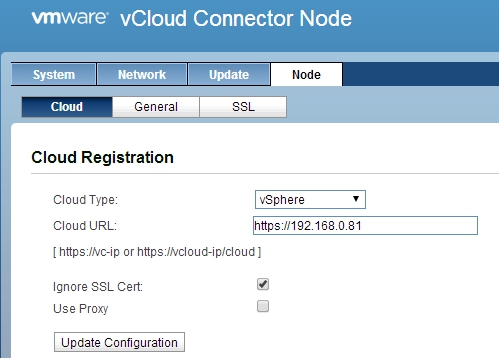 vmware vCloud Connector Node
System Network Update Node
Cloud General SSL
Cloud Registration
Cloud Type: vSphere
Cloud URL: https://192.168.0.81
[ https://vc-ip or https://vcloud-ip/cloud ]
Ignore SSL Cert:
Use Proxy
Update Configuration